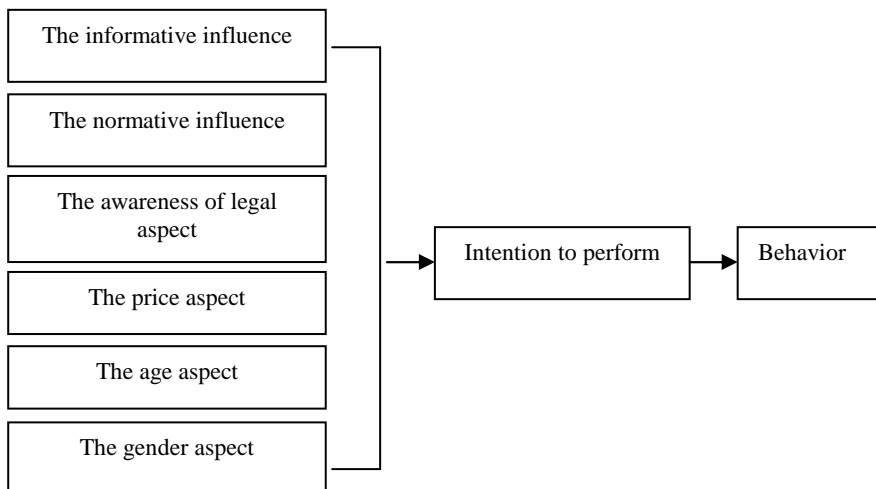 The informative influence
The normative influence
The awareness of legal
aspect
Intention to perform
Behavior
The price aspect
The age aspect
The gender aspect